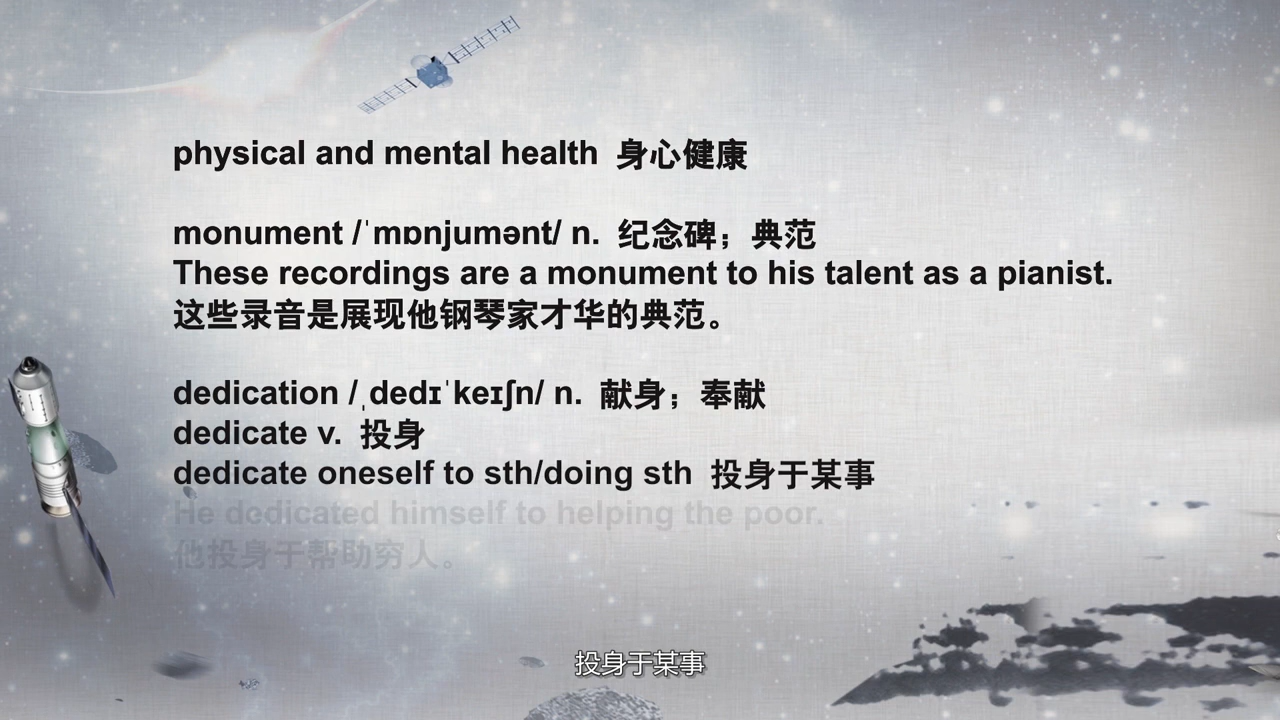 physical and mental health 身心健康
monument /ˈmɒnjumənt/ n. 纪念碑；典范
These recordings are a monument to his talent as a pianist.
这些录音是展现他钢琴家才华的典范。
dedication /ˌdedɪˈkeɪʃn/ n. 献身；奉献
dedicate v. 投身
dedicate oneself to sth/doing sth 投身于某事
He dedicated himself to helping the poor.
他投身于帮助穷人。
投身于某事